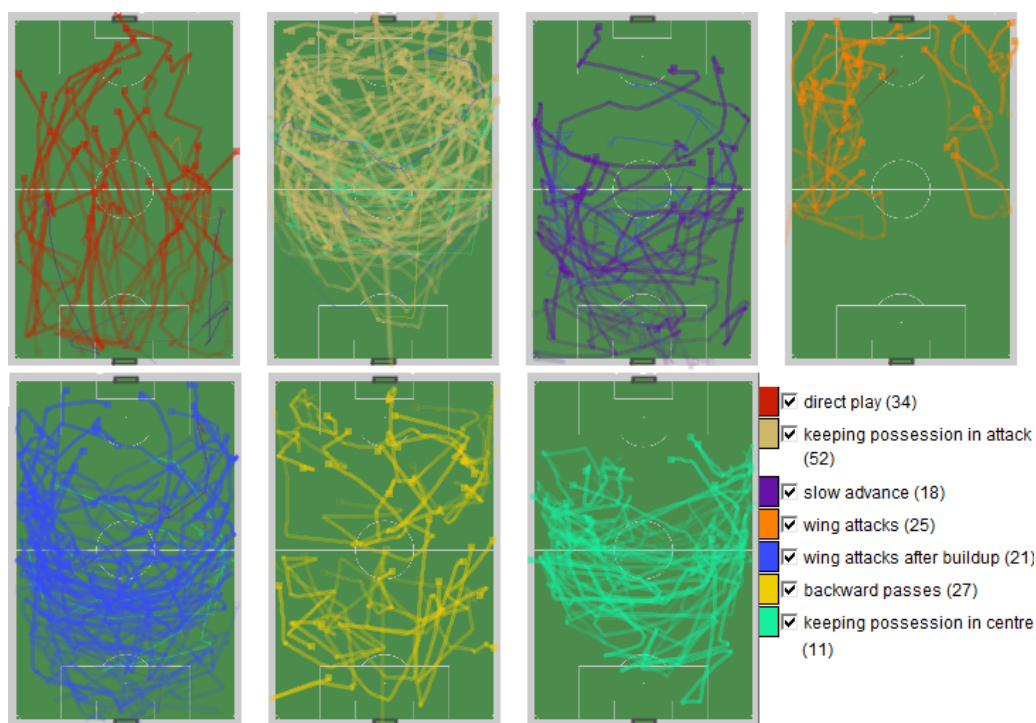 direct play (34)
keeping possession in attack
(52)
slow advance (18)
wing attacks (25)
wing attacks after buildup (21)
backward passes (27)
keeping possession in centre
(11)